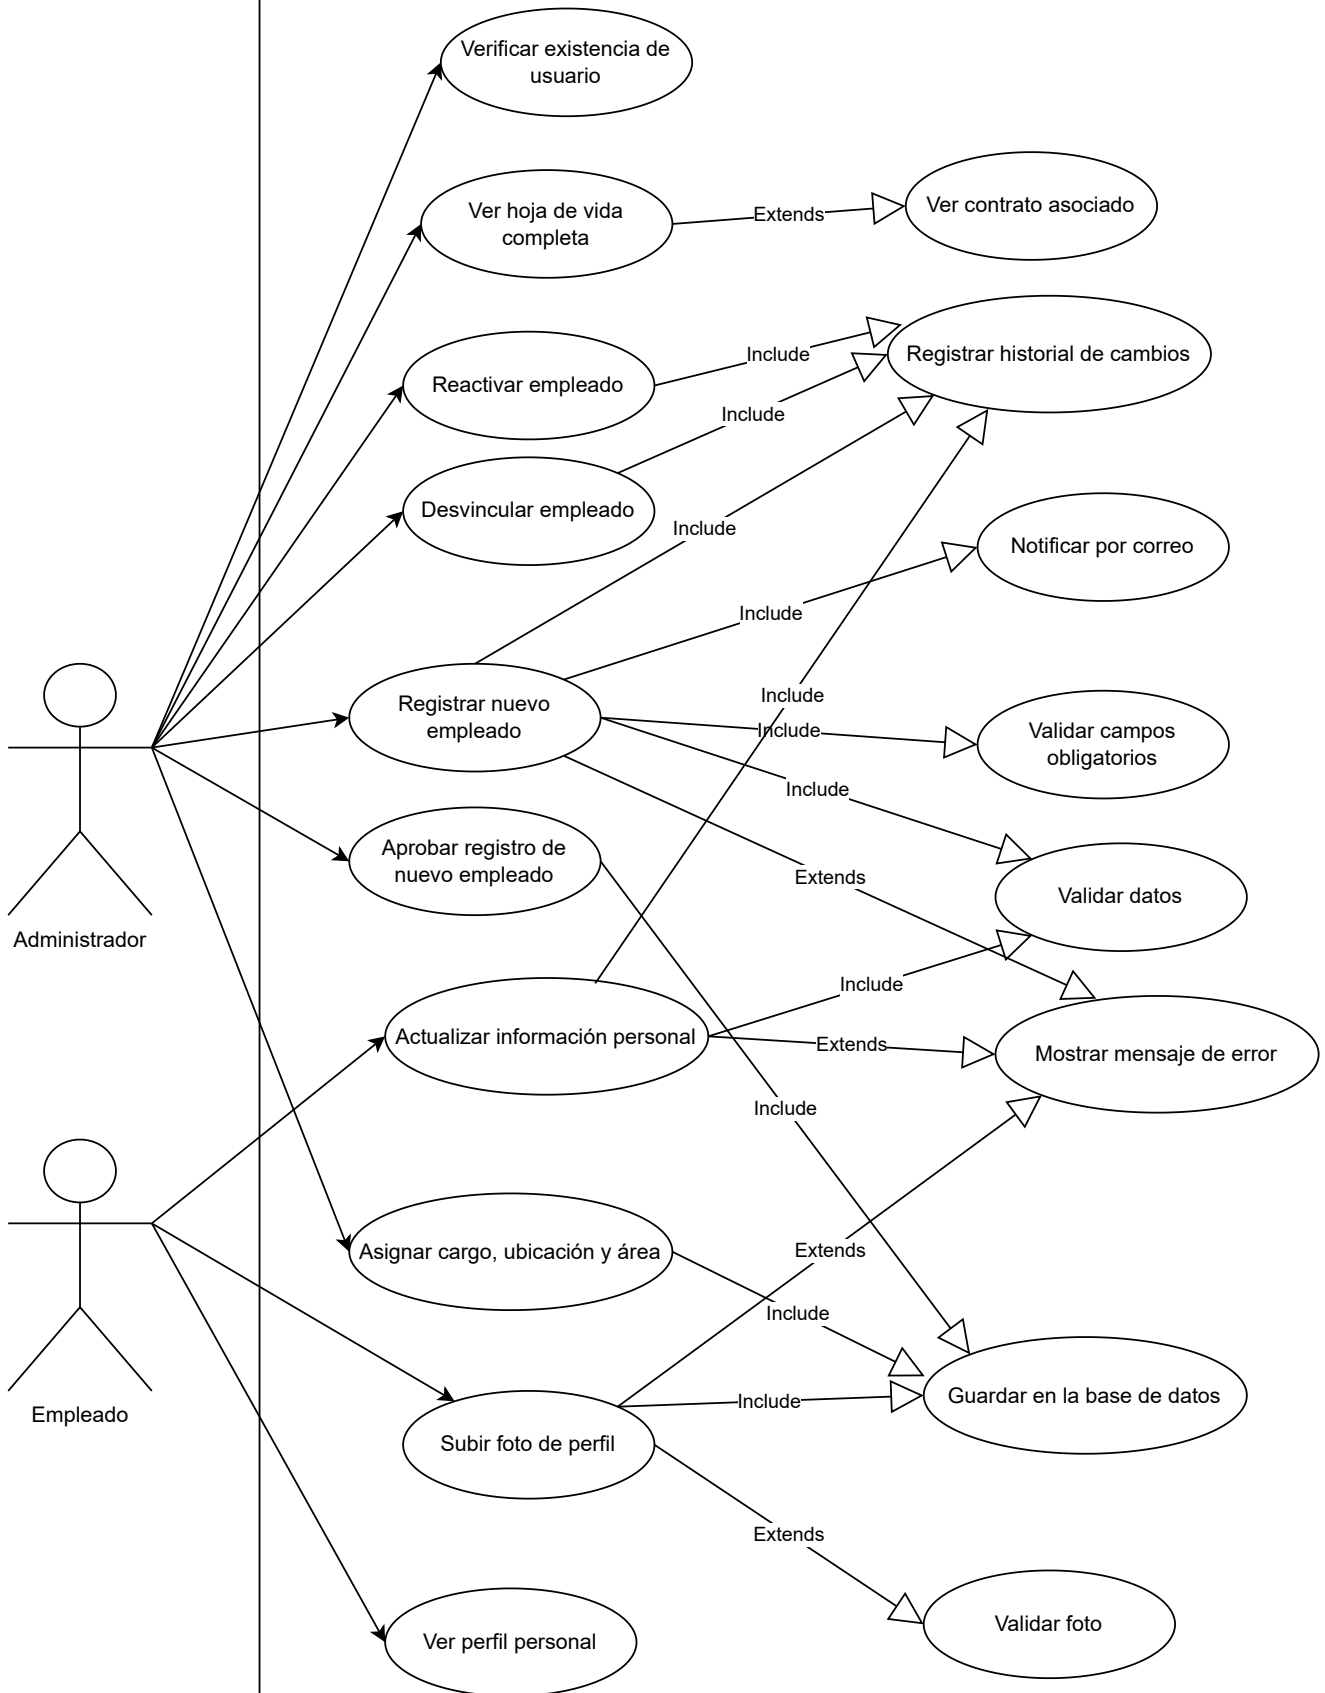 Verificar existencia de
usuario
Ver hoja de vida
completa
Extends
Ver contrato asociado
Reactivar empleado
Include
Registrar historial de cambios
Include
Desvincular empleado
Include
Notificar por correo
Include
Registrar nuevo
empleado
Include
Include
Validar campos
obligatorios
Include
Aprobar registro de
nuevo empleado
Extends
Validar datos
Administrador
Include
Actualizar información personal
Extends
Mostrar mensaje de error
Include
Asignar cargo, ubicación y área
Extends
Include
Empleado
Include
Guardar en la base de datos
Subir foto de perfil
Extends
Validar foto
Ver perfil personal